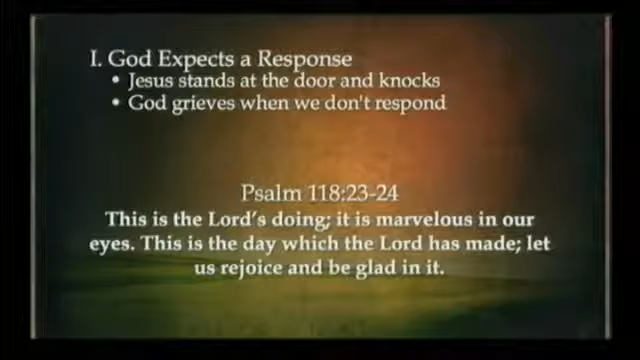 I. God Expects a Response
• Jesus stands at the door and knocks
• God grieves when we don't respond
Psalm 118:23-24
This is the Lord's doing; it is marvelous in our
eyes. This is the day which the Lord has made; let
us rejoice and be glad in it.